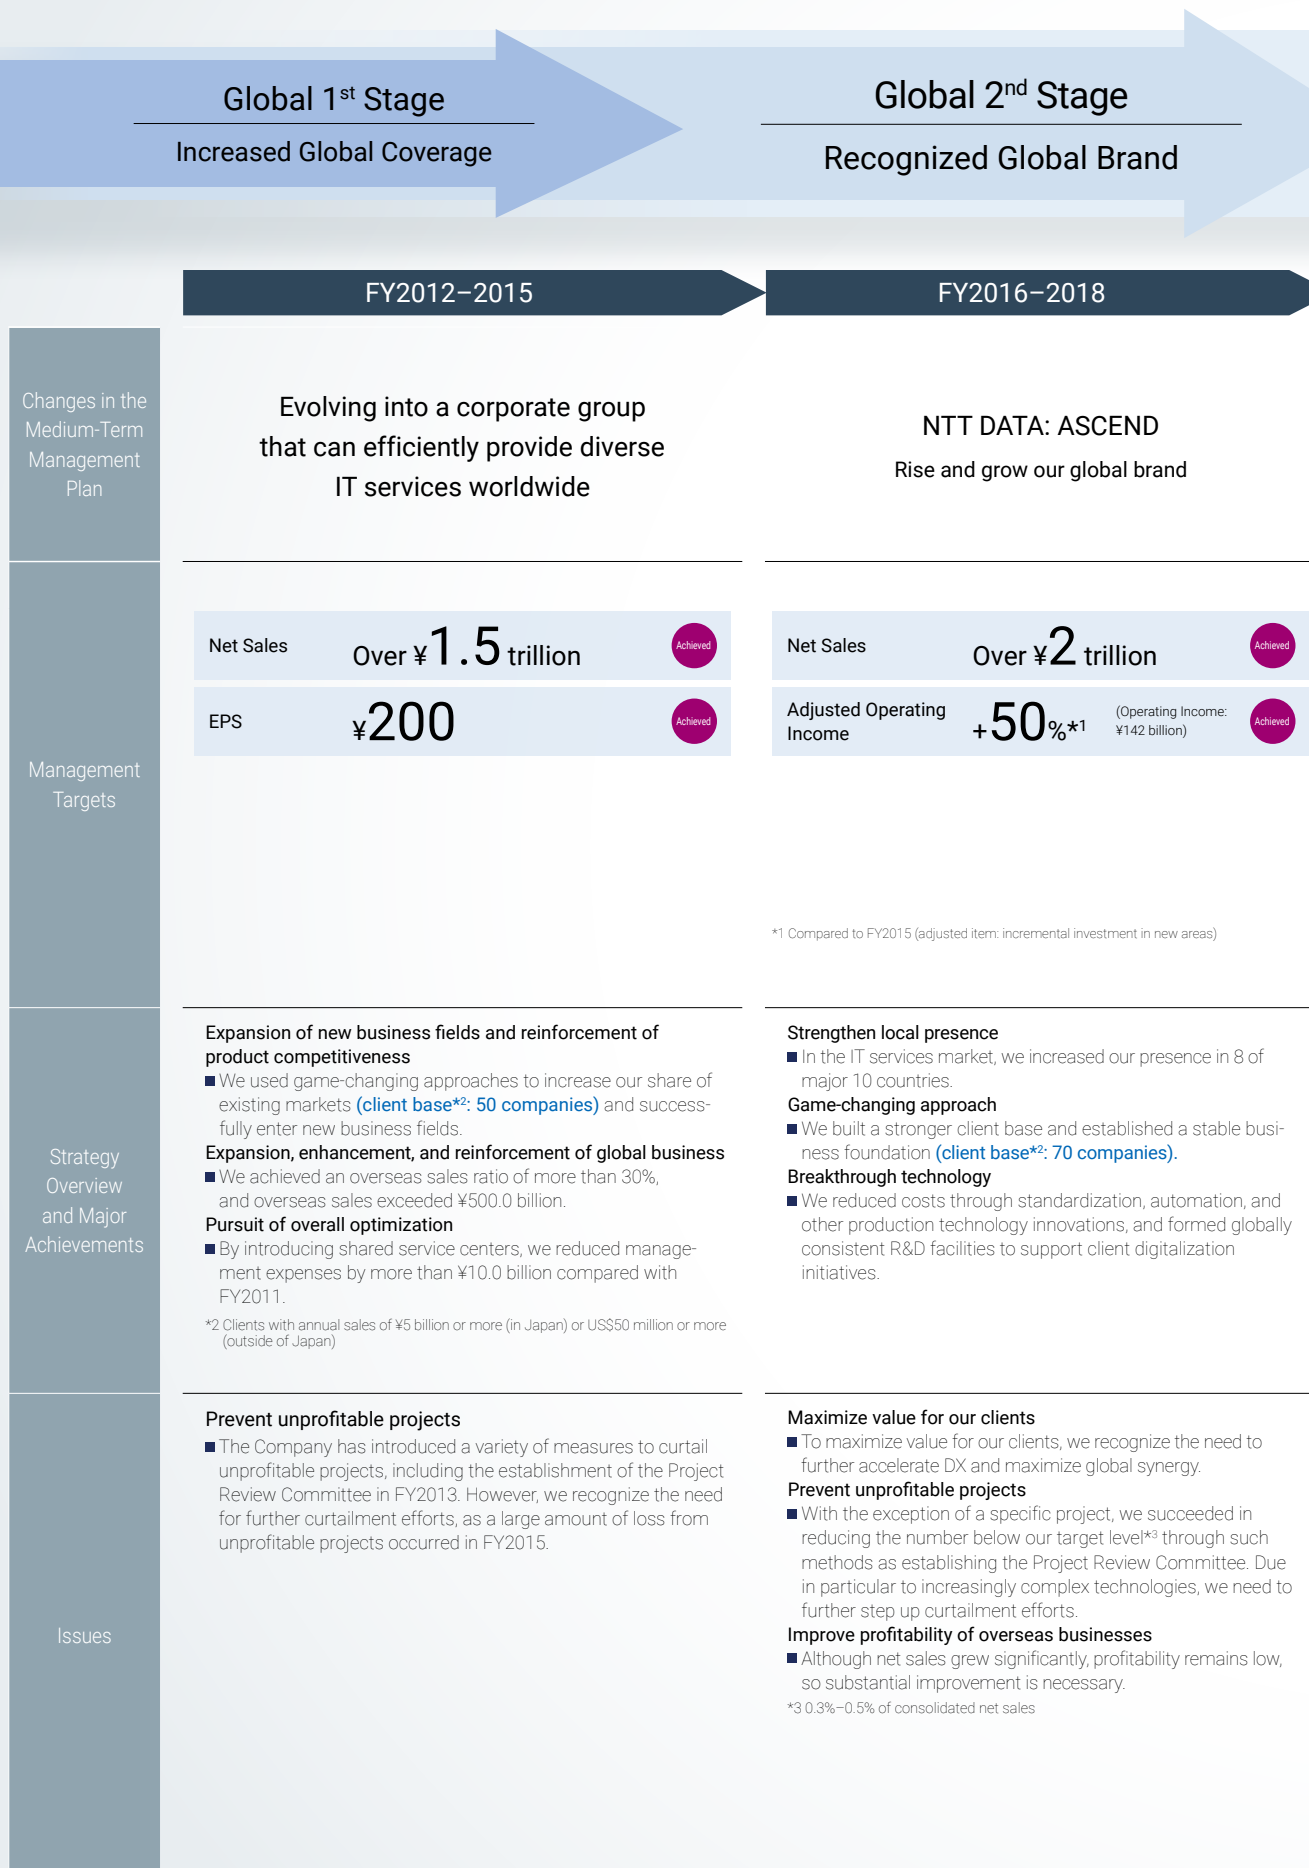 Global 1st Stage
Increased Global Coverage
Global 2nd Stage
Recognized Global Brand
FY2012–2015
FY2016–2018
Changes in the
Medium-Term
Management
Plan
Evolving into a corporate group
that can efficiently provide diverse
IT services worldwide
NTT DATA: ASCEND
Rise and grow our global brand
Management
Targets
Net Sales
Over ¥1.5 trillion
Achieved
EPS
¥200
Achieved
Net Sales
Over ¥2 trillion
Achieved
Adjusted Operating
Income
+50%*1
(Operating Income:
¥142 billion)
Achieved
*1 Compared to FY2015 (adjusted item: incremental investment in new areas)
Strategy
Overview
and Major
Achievements
Expansion of new business fields and reinforcement of
product competitiveness
■ We used game-changing approaches to increase our share of
existing markets (client base*2: 50 companies) and success-
fully enter new business fields.
Expansion, enhancement, and reinforcement of global business
■ We achieved an overseas sales ratio of more than 30%,
and overseas sales exceeded ¥500.0 billion.
Pursuit of overall optimization
■ By introducing shared service centers, we reduced manage-
ment expenses by more than ¥10.0 billion compared with
FY2011.
*2 Clients with annual sales of ¥5 billion or more (in Japan) or US$50 million or more
(outside of Japan)
Strengthen local presence
■ In the IT services market, we increased our presence in 8 of
major 10 countries.
Game-changing approach
■ We built a stronger client base and established a stable busi-
ness foundation (client base*2: 70 companies).
Breakthrough technology
■ We reduced costs through standardization, automation, and
other production technology innovations, and formed globally
consistent R&D facilities to support client digitalization
initiatives.
Issues
Prevent unprofitable projects
■ The Company has introduced a variety of measures to curtail
unprofitable projects, including the establishment of the Project
Review Committee in FY2013. However, we recognize the need
for further curtailment efforts, as a large amount of loss from
unprofitable projects occurred in FY2015.
Maximize value for our clients
■ To maximize value for our clients, we recognize the need to
further accelerate DX and maximize global synergy.
Prevent unprofitable projects
■ With the exception of a specific project, we succeeded in
reducing the number below our target level*3 through such
methods as establishing the Project Review Committee. Due
in particular to increasingly complex technologies, we need to
further step up curtailment efforts.
Improve profitability of overseas businesses
■ Although net sales grew significantly, profitability remains low,
so substantial improvement is necessary.
*3 0.3%–0.5% of consolidated net sales